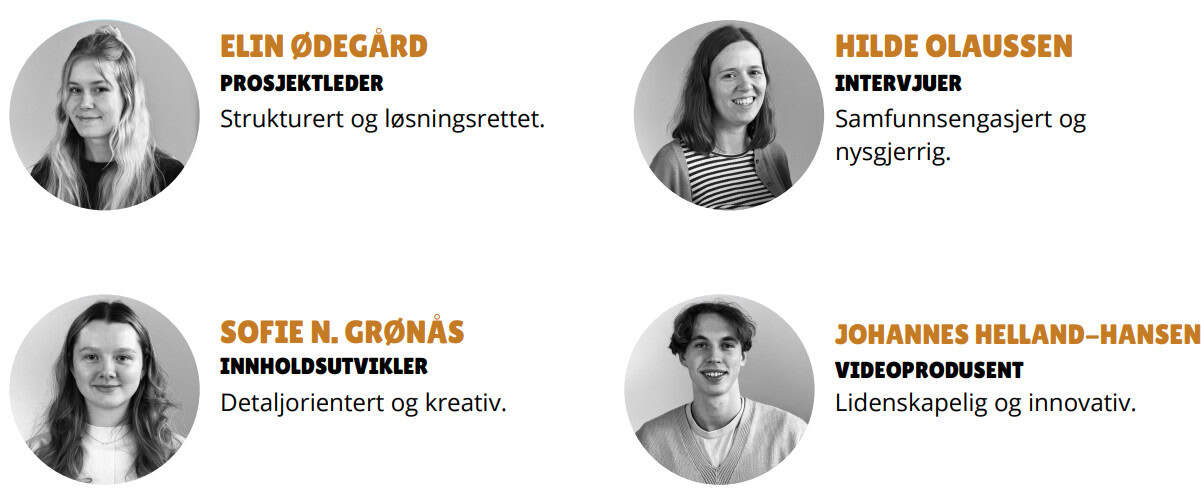 ELIN ØDEGÅRD
PROSJEKTLEDER
Strukturert og løsningsrettet.
HILDE OLAUSSEN
INTERVJUER
Samfunnsengasjert og
nysgjerrig.
SOFIE N. GRØNÅS
INNHOLDSUTVIKLER
Detaljorientert og kreativ.
JOHANNES HELLAND-HANSEN
VIDEOPRODUSENT
Lidenskapelig og innovativ.